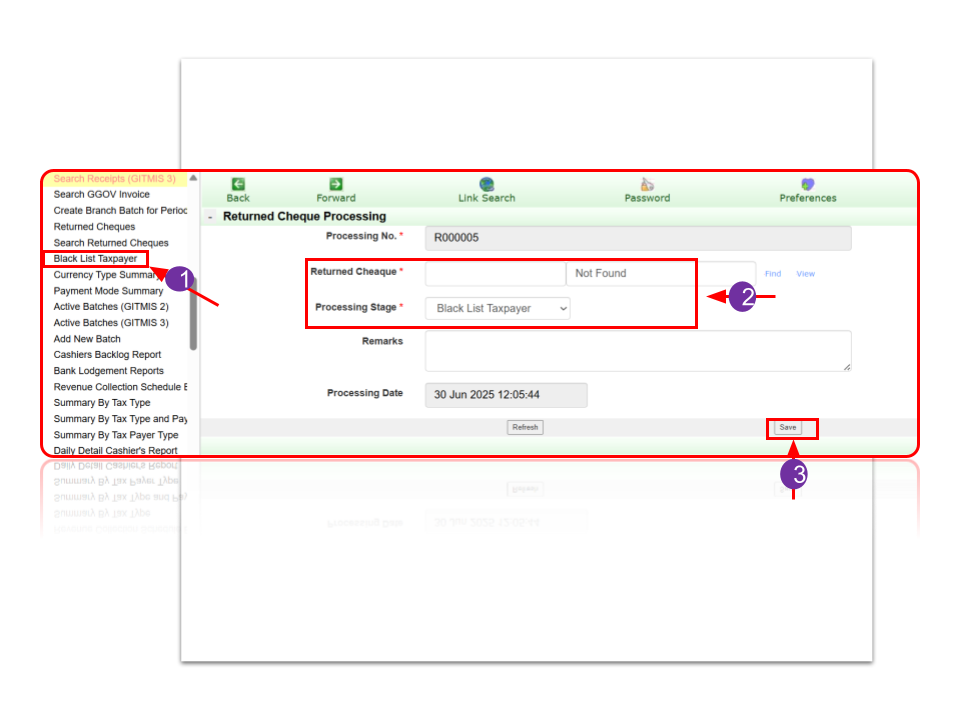 Search Receipts (GITMIS 3)
Search GGOV Invoice
Create Branch Batch for Perioc
Returned Cheques
Search Returned Cheques
Black List Taxpayer
Currency Type Summary
Payment Mode Summary
Active Batches (GITMIS 2)
Active Batches (GITMIS 3)
Add New Batch
Cashiers Backlog Report
Bank Lodgement Reports
Revenue Collection Schedule E
Summary By Tax Type
Summary By Tax Type and Pay
Summary By Tax Payer Type
Daily Detail Cashier's Report
1
Back Forward Link Search Password Preferences
- Returned Cheque Processing
Processing No. * R000005
Returned Cheaque * Not Found Find View
Processing Stage * Black List Taxpayer
2
Remarks
Processing Date 30 Jun 2025 12:05:44
Refresh Save
3